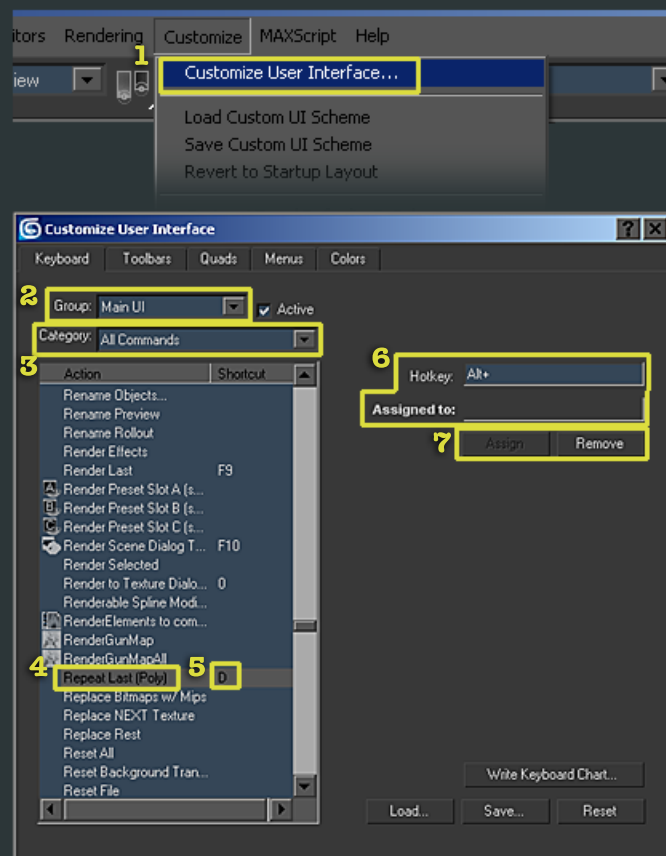 itors Rendering Customize MAXScript Help
1
iew
Customize User Interface...
Load Custom UI Scheme
Save Custom UI Scheme
Revert to Startup Layout
Customize User Interface
Keyboard Toolbars Quads Menus Colors
2
Group: Main UI Active
Category: All Commands
3
Action Shortcut
Rename Objects...
Rename Preview
Rename Rollout
Render Effects
Render Last F9
Render Preset Slot A (s...
Render Preset Slot B (s...
Render Preset Slot C (s...
Render Scene Dialog T... F10
Render Selected
Render to Texture Dialo... 0
Renderable Spline Modi...
RenderElements to com...
RenderGunMap
RenderGunMapAll
4 Repeat Last (Poly) 5 D
Replace Bitmaps w/ Mips
Replace NEXT Texture
Replace Rest
Reset All
Reset Background Tran...
Reset File
6
Hotkey: Alt+
Assigned to:
7 Assign Remove
Write Keyboard Chart...
Load... Save... Reset